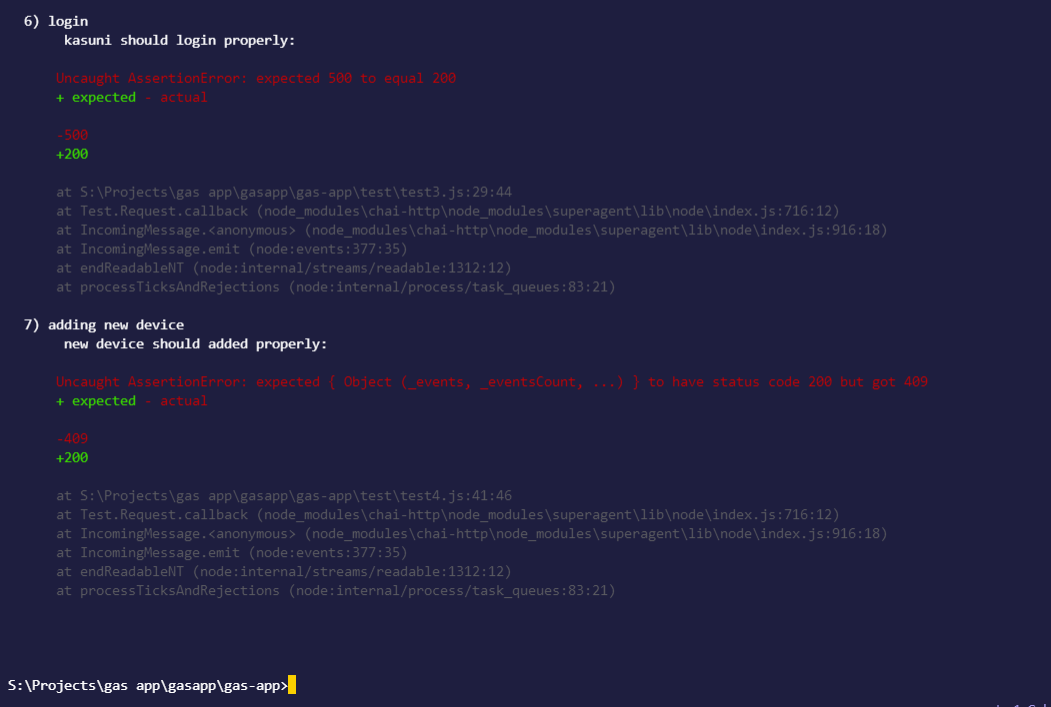 6) login
kasuni should login properly:
Uncaught AssertionError: expected 500 to equal 200
+ expected - actual
-500
+200
at S:\Projects\gas app\gasapp\gas-app\test\test3.js:29:44
at Test.Request.callback (node_modules\chai-http\node_modules\superagent\lib\node\index.js:716:12)
at IncomingMessage.<anonymous> (node_modules\chai-http\node_modules\superagent\lib\node\index.js:916:18)
at IncomingMessage.emit (node:events:377:35)
at endReadableNT (node:internal/streams/readable:1312:12)
at processTicksAndRejections (node:internal/process/task_queues:83:21)
7) adding new device
new device should added properly:
Uncaught AssertionError: expected { Object (_events, _eventsCount, ...) } to have status code 200 but got 409
+ expected - actual
-409
+200
at S:\Projects\gas app\gasapp\gas-app\test\test4.js:41:46
at Test.Request.callback (node_modules\chai-http\node_modules\superagent\lib\node\index.js:716:12)
at IncomingMessage.<anonymous> (node_modules\chai-http\node_modules\superagent\lib\node\index.js:916:18)
at IncomingMessage.emit (node:events:377:35)
at endReadableNT (node:internal/streams/readable:1312:12)
at processTicksAndRejections (node:internal/process/task_queues:83:21)
S:\Projects\gas app\gasapp\gas-app>